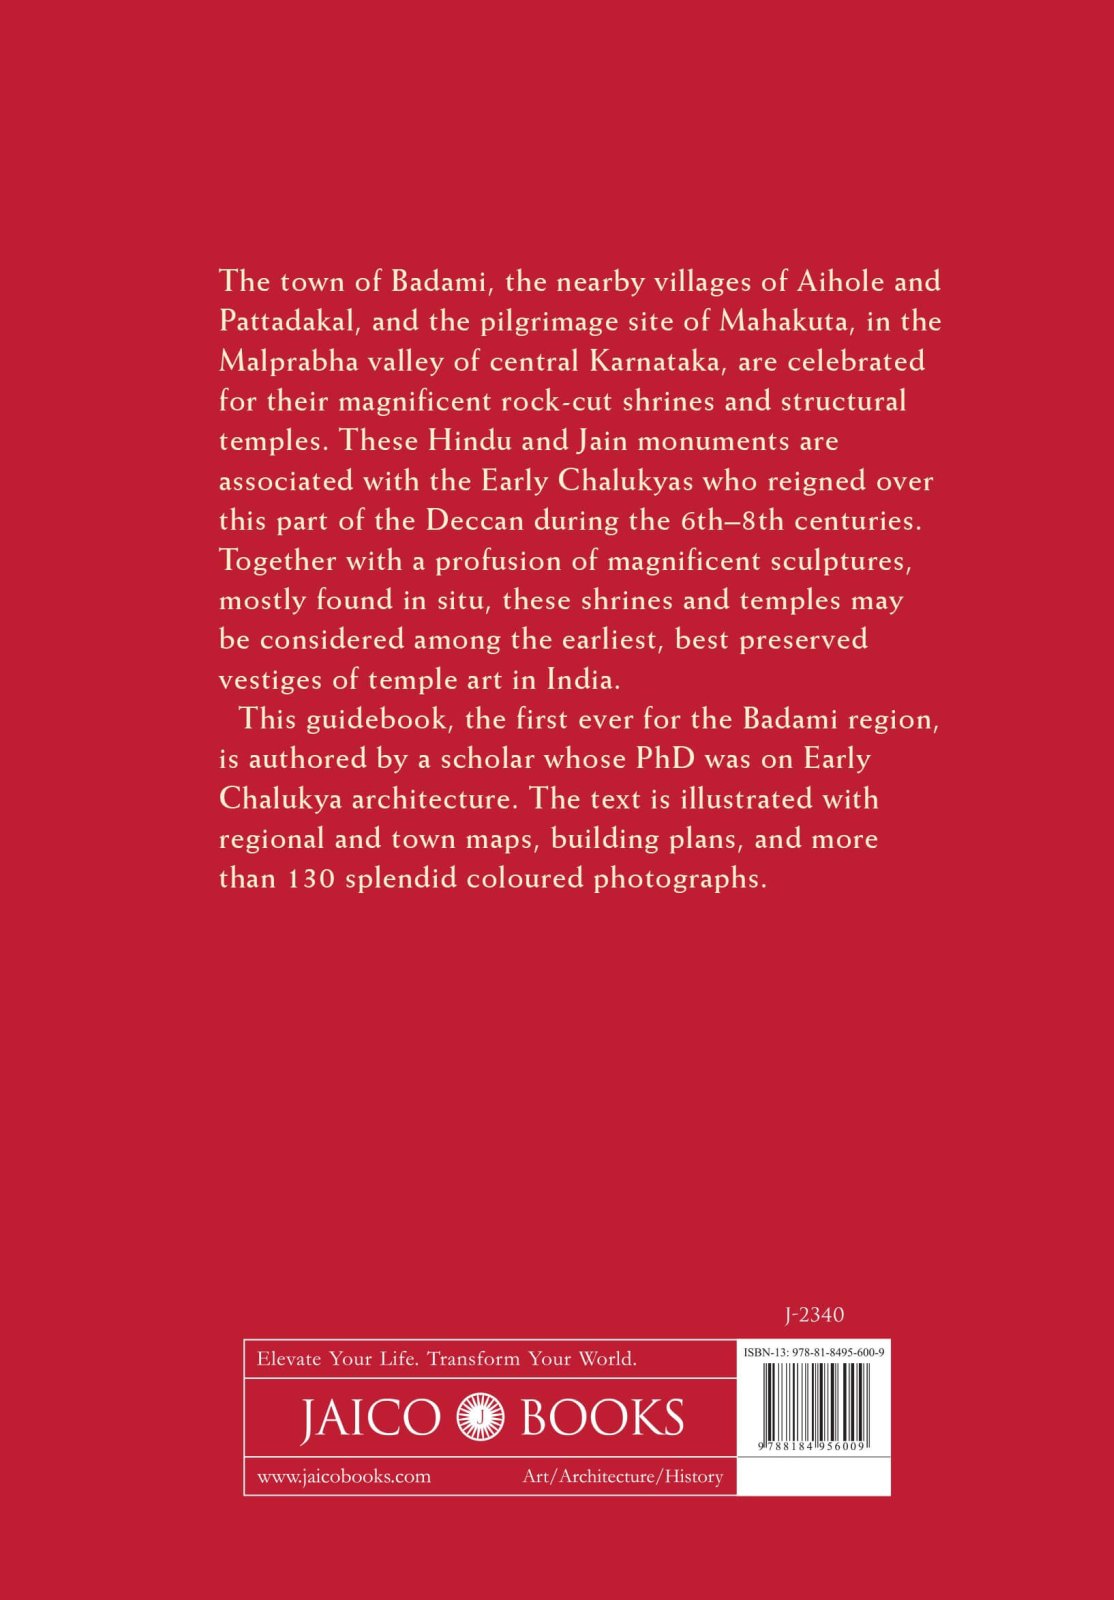 The town of Badami, the nearby villages of Aihole and
Pattadakal, and the pilgrimage site of Mahakuta, in the
Malprabha valley of central Karnataka, are celebrated
for their magnificent rock-cut shrines and structural
temples. These Hindu and Jain monuments are
associated with the Early Chalukyas who reigned over
this part of the Deccan during the 6th–8th centuries.
Together with a profusion of magnificent sculptures,
mostly found in situ, these shrines and temples may
be considered among the earliest, best preserved
vestiges of temple art in India.
This guidebook, the first ever for the Badami region,
is authored by a scholar whose PhD was on Early
Chalukya architecture. The text is illustrated with
regional and town maps, building plans, and more
than 130 splendid coloured photographs.
J-2340
Elevate Your Life. Transform Your World.
ISBN-13: 978-81-8495-600-9
JAICO J BOOKS
9 788184 956009
www.jaicobooks.com Art/Architecture/History